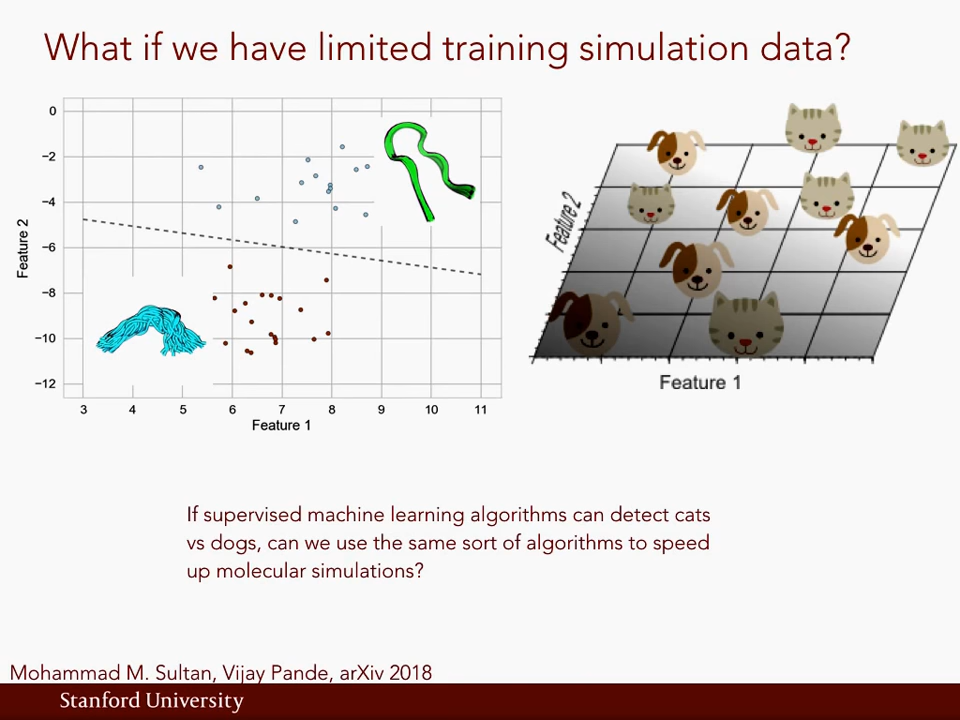 What if we have limited training simulation data?
0
−2
−4
−6
−8
−10
−12
Feature 2
3 4 5 6 7 8 9 10 11
Feature 1
Feature 2
Feature 1
If supervised machine learning algorithms can detect cats
vs dogs, can we use the same sort of algorithms to speed
up molecular simulations?
Mohammad M. Sultan, Vijay Pande, arXiv 2018
Stanford University